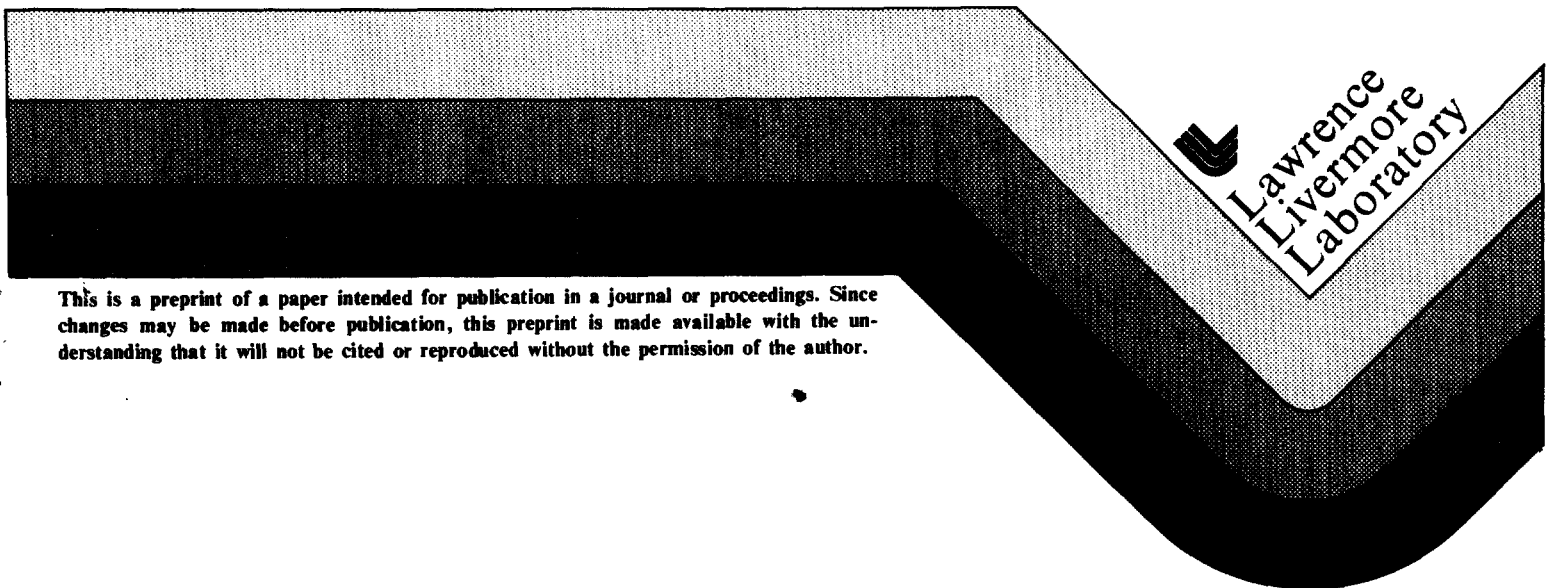 Lawrence
Livermore
Laboratory
This is a preprint of a paper intended for publication in a journal or proceedings. Since
changes may be made before publication, this preprint is made available with the un-
derstanding that it will not be cited or reproduced without the permission of the author.